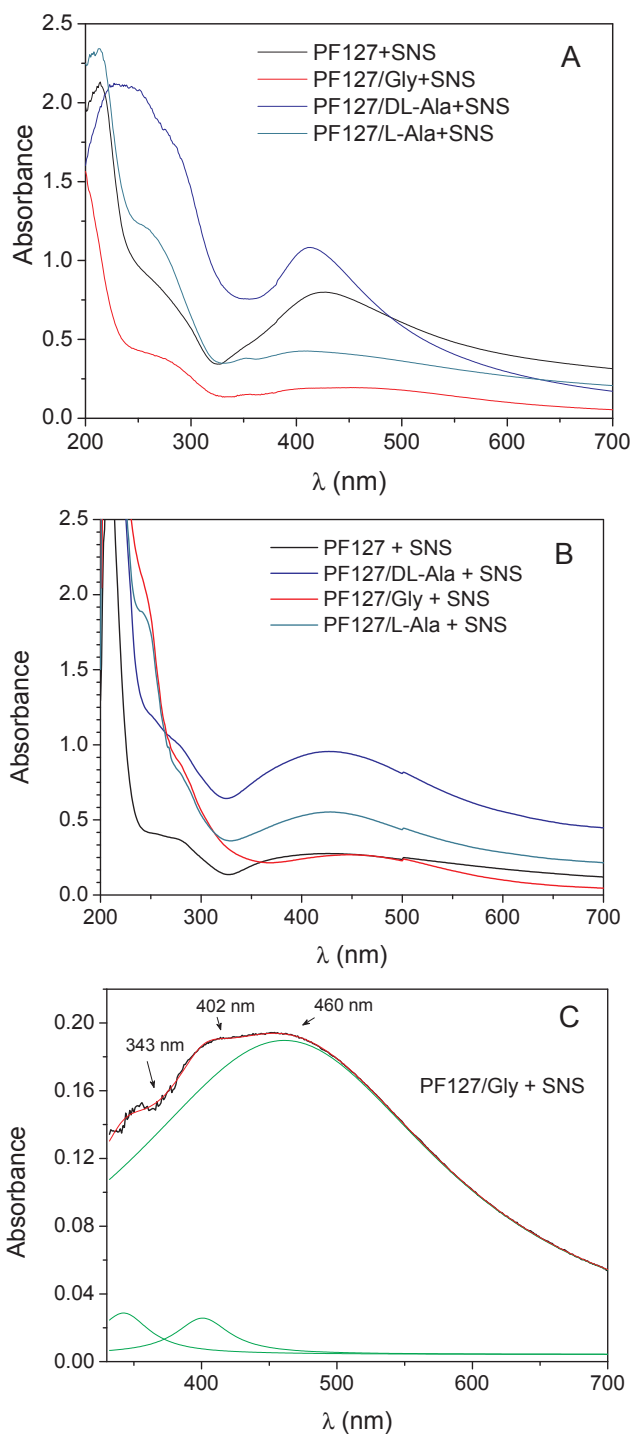 A
PF127+SNS
PF127/Gly+SNS
PF127/DL-Ala+SNS
PF127/L-Ala+SNS
Absorbance
2.5
2.0
1.5
1.0
0.5
0.0
200 300 400 500 600 700
λ (nm)
B
PF127 + SNS
PF127/DL-Ala + SNS
PF127/Gly + SNS
PF127/L-Ala + SNS
Absorbance
2.5
2.0
1.5
1.0
0.5
0.0
200 300 400 500 600 700
λ (nm)
C
402 nm
460 nm
343 nm
PF127/Gly + SNS
Absorbance
0.20
0.16
0.12
0.08
0.04
0.00
400 500 600 700
λ (nm)